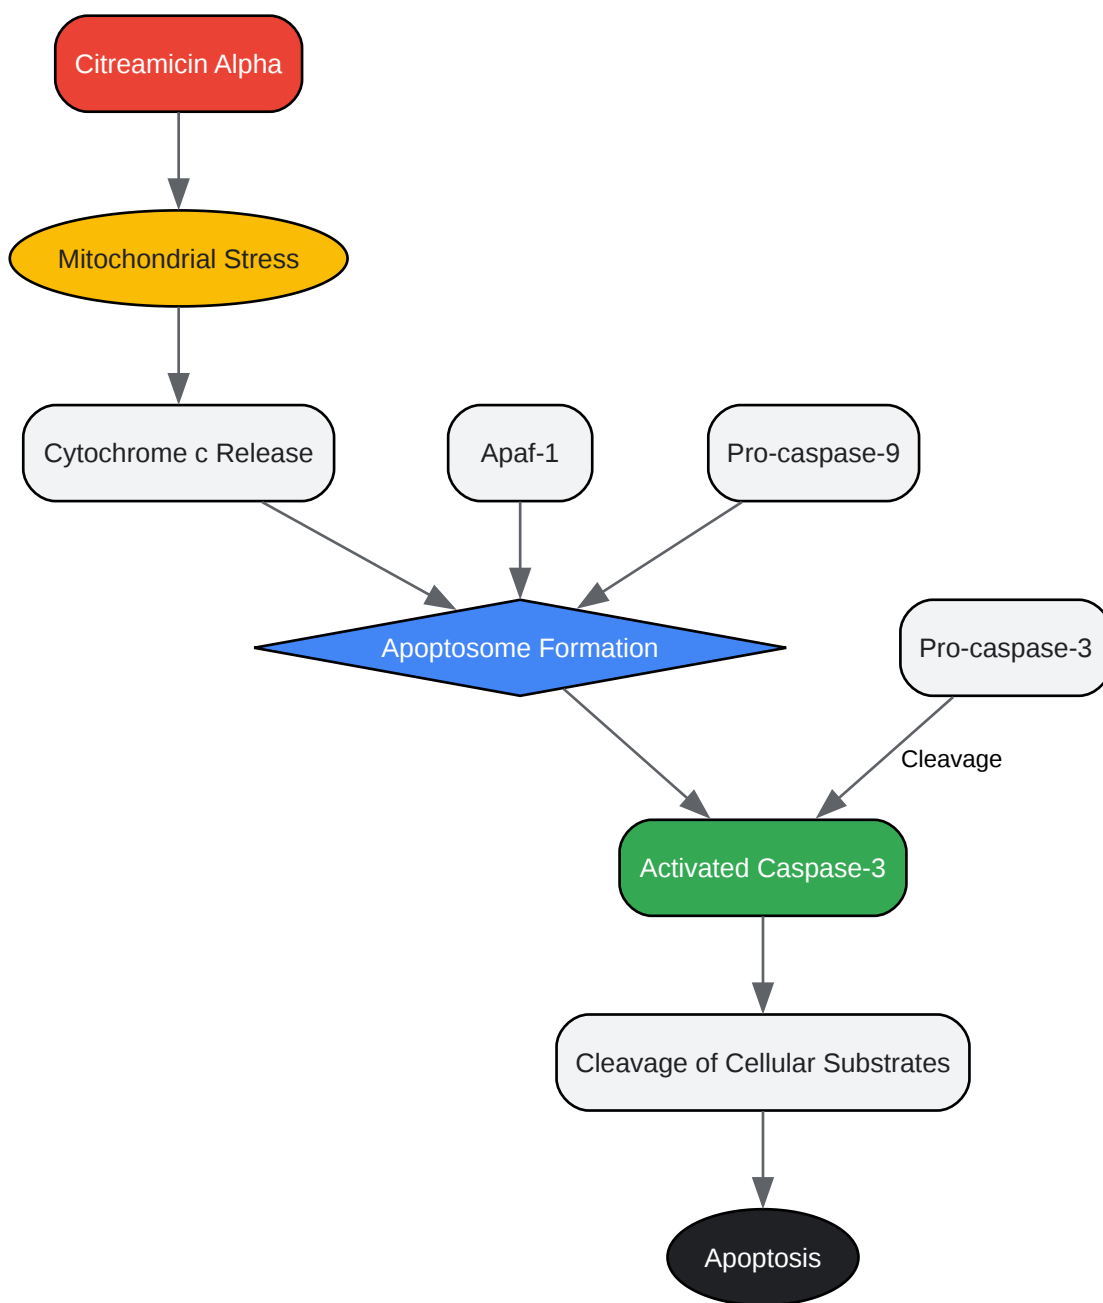 Citreamicin Alpha
Mitochondrial Stress
Cytochrome c Release
Apaf-1
Pro-caspase-9
Apoptosome Formation
Pro-caspase-3
Cleavage
Activated Caspase-3
Cleavage of Cellular Substrates
Apoptosis